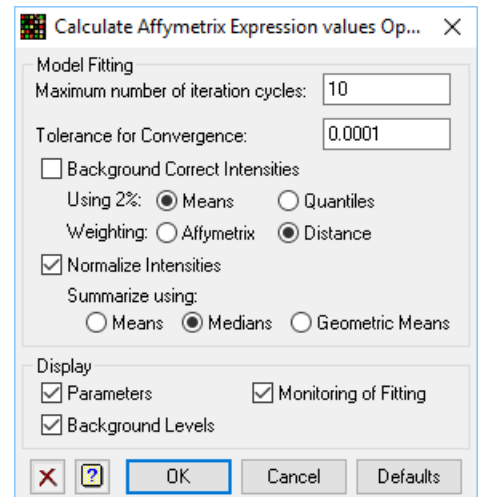 Calculate Affymetrix Expression values Op...
Model Fitting
Maximum number of iteration cycles: 10
Tolerance for Convergence: 0.0001
Background Correct Intensities
Using 2%: Means Quantiles
Weighting: Affymetrix Distance
Normalize Intensities
Summarize using:
Means Medians Geometric Means
Display
Parameters Monitoring of Fitting
Background Levels
? OK Cancel Defaults